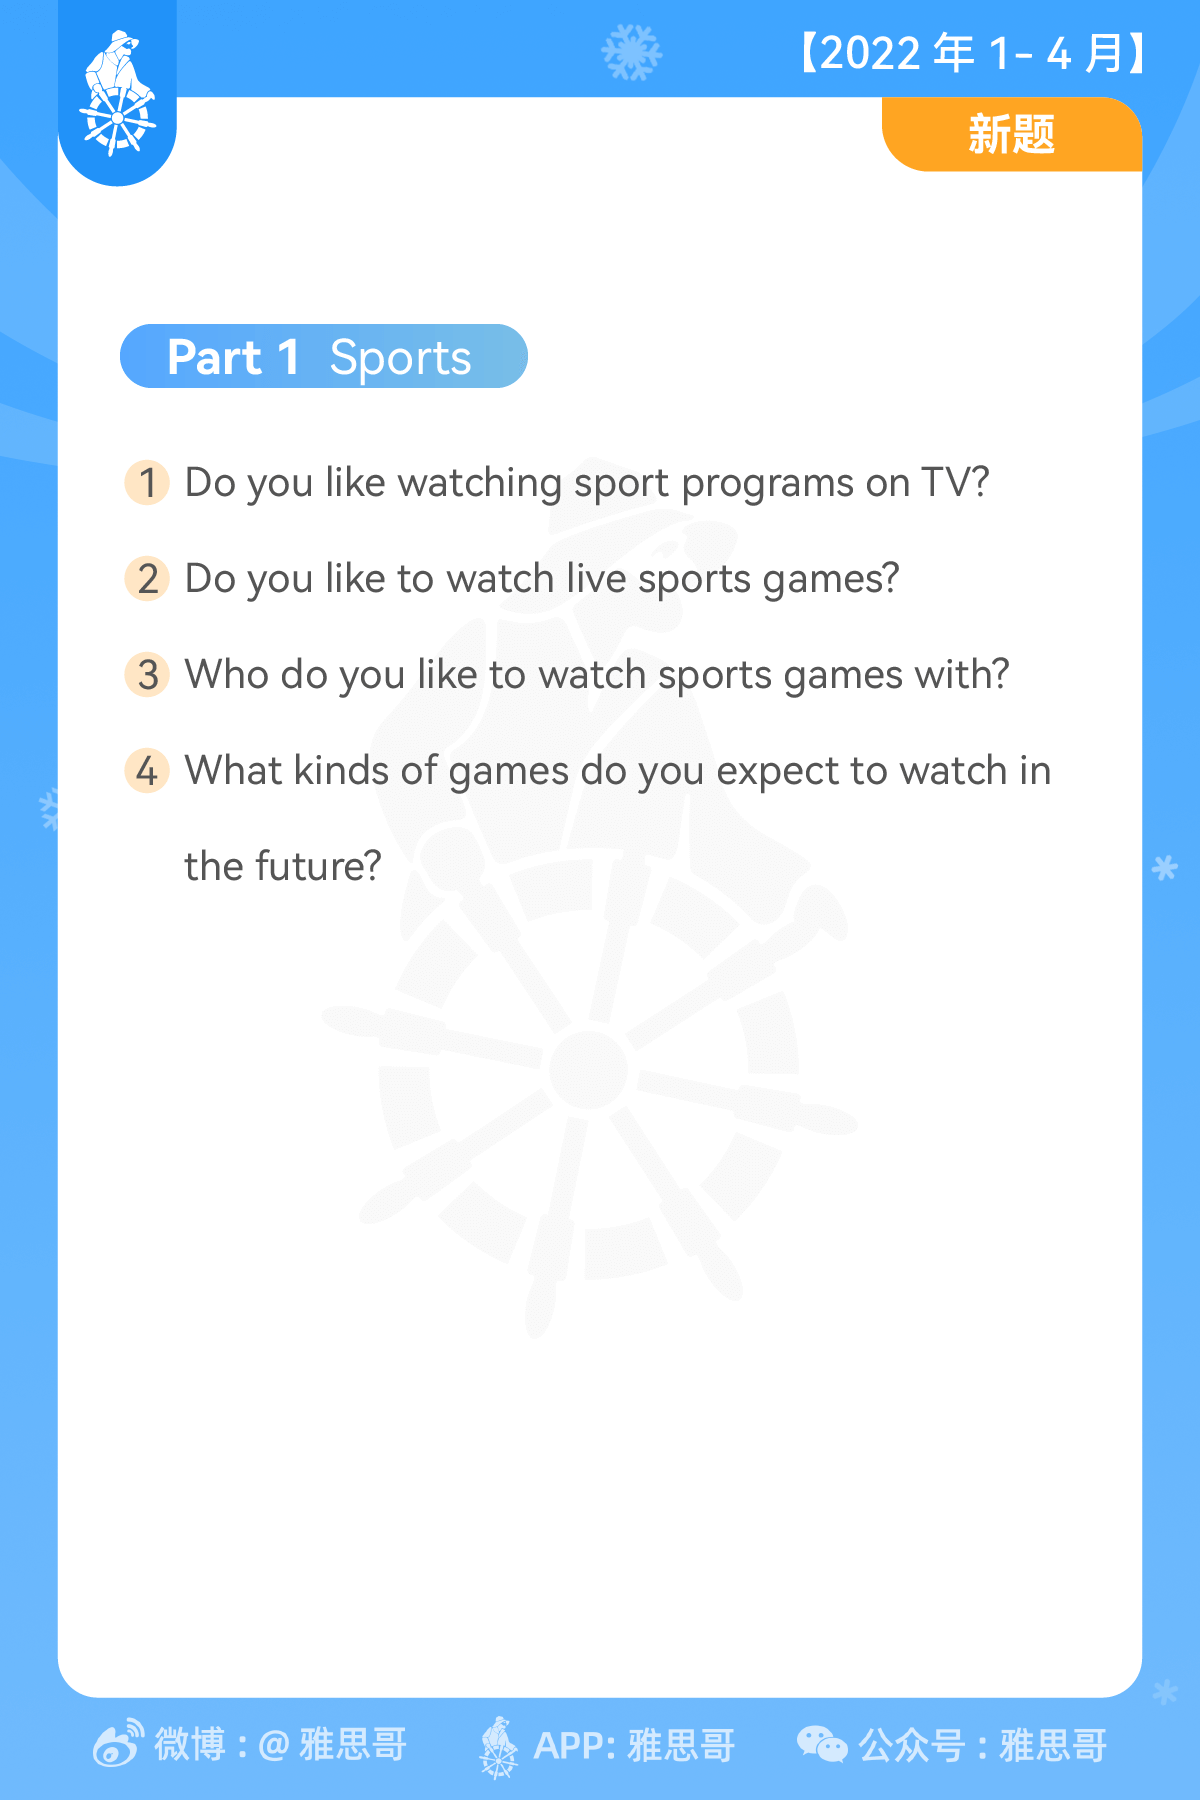 【2022 年 1- 4 月】
新题
Part 1 Sports
1 Do you like watching sport programs on TV?
2 Do you like to watch live sports games?
3 Who do you like to watch sports games with?
4 What kinds of games do you expect to watch in
the future?
微博：@ 雅思哥
APP: 雅思哥
公众号：雅思哥